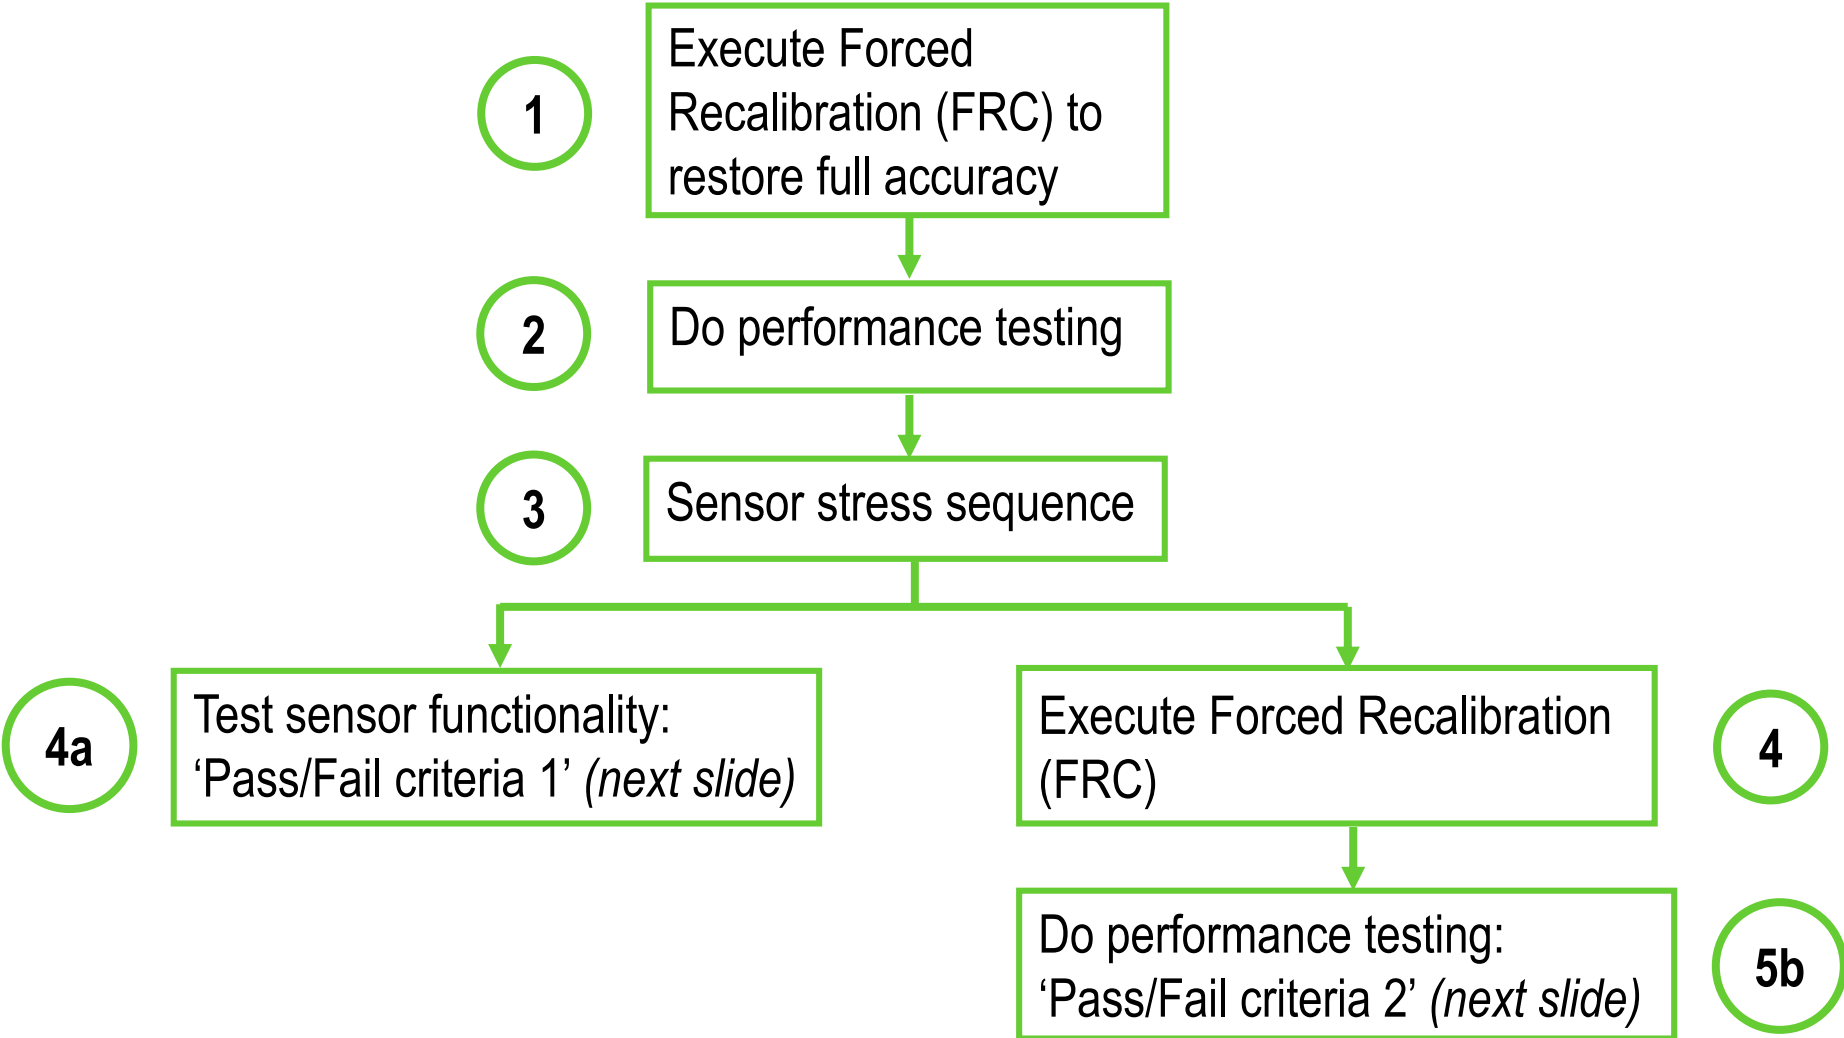 1
Execute Forced
Recalibration (FRC) to
restore full accuracy
2
Do performance testing
3
Sensor stress sequence
4a
Test sensor functionality:
‘Pass/Fail criteria 1’ (next slide)
Execute Forced Recalibration
(FRC)
4
Do performance testing:
‘Pass/Fail criteria 2’ (next slide)
5b